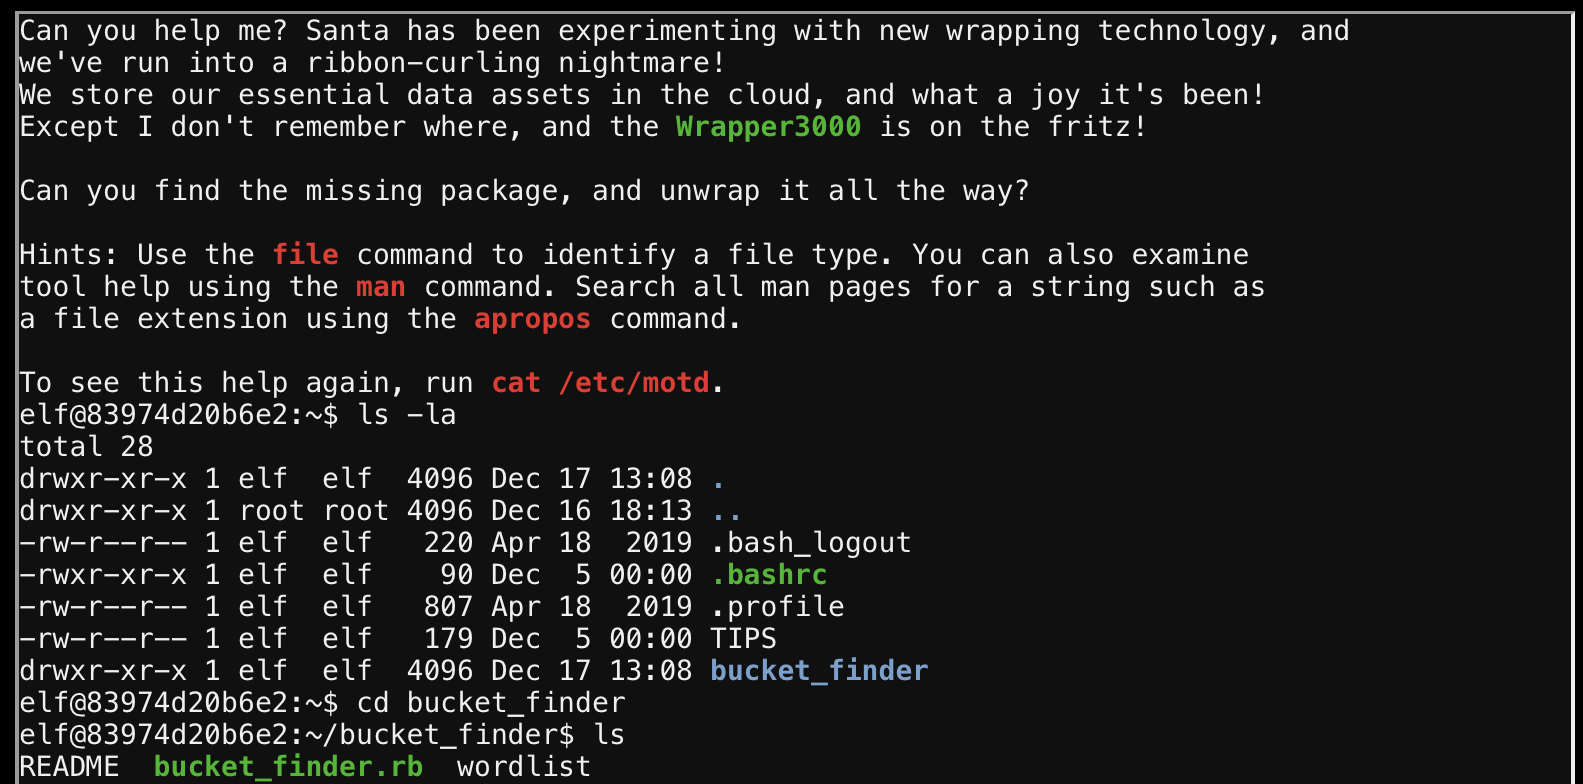 Can you help me? Santa has been experimenting with new wrapping technology, and
we've run into a ribbon-curling nightmare!
We store our essential data assets in the cloud, and what a joy it's been!
Except I don't remember where, and the Wrapper3000 is on the fritz!
Can you find the missing package, and unwrap it all the way?
Hints: Use the file command to identify a file type. You can also examine
tool help using the man command. Search all man pages for a string such as
a file extension using the apropos command.
To see this help again, run cat /etc/motd.
elf@83974d20b6e2:~$ ls -la
total 28
drwxr-xr-x 1 elf  elf  4096 Dec 17 13:08 .
drwxr-xr-x 1 root root 4096 Dec 16 18:13 ..
-rw-r--r-- 1 elf  elf   220 Apr 18  2019 .bash_logout
-rwxr-xr-x 1 elf  elf    90 Dec  5 00:00 .bashrc
-rw-r--r-- 1 elf  elf   807 Apr 18  2019 .profile
-rw-r--r-- 1 elf  elf   179 Dec  5 00:00 TIPS
drwxr-xr-x 1 elf  elf  4096 Dec 17 13:08 bucket_finder
elf@83974d20b6e2:~$ cd bucket_finder
elf@83974d20b6e2:~/bucket_finder$ ls
README  bucket_finder.rb  wordlist